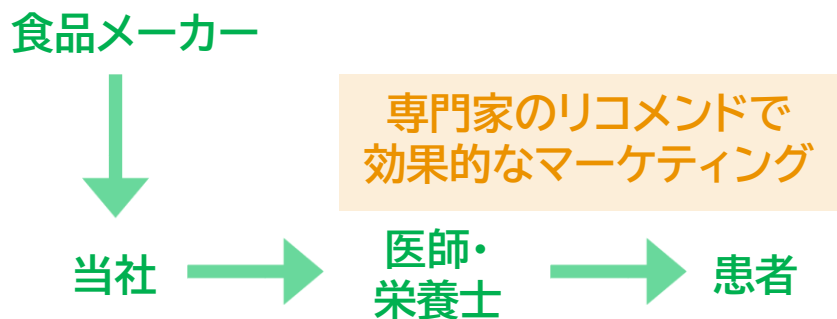 食品メーカー
専門家のリコメンドで
効果的なマーケティング
当社
医師・
栄養士
患者